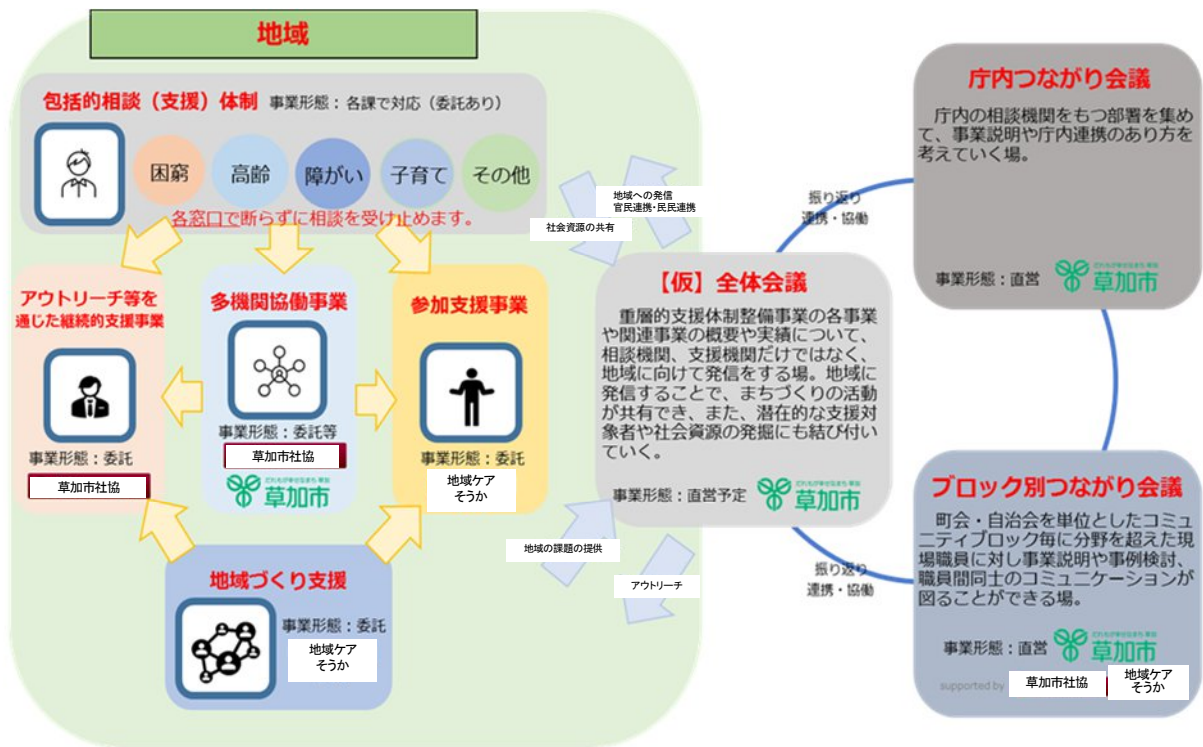 地域
包括的相談（支援）体制 事業形態：各課で対応（委託あり）
困窮
高齢
障がい
子育て
その他
各窓口で断らずに相談を受け止めます。
アウトリーチ等を
通じた継続的支援事業
事業形態：委託
草加市社協
多機関協働事業
事業形態：委託等
草加市社協
草加市
参加支援事業
事業形態：委託
地域ケア
そうか
地域づくり支援
事業形態：委託
地域ケア
そうか
地域への発信
官民連携・民民連携
社会資源の共有
地域の課題の提供
アウトリーチ
【仮】全体会議
重層的支援体制整備事業の各事業
や関連事業の概要や実績について、
相談機関、支援機関だけではなく、
地域に向けて発信をする場。地域に
発信することで、まちづくりの活動
が共有でき、また、潜在的な支援対
象者や社会資源の発掘にも結び付い
ていく。
事業形態：直営予定
草加市
振り返り
連携・協働
振り返り
連携・協働
庁内つながり会議
庁内の相談機関をもつ部署を集め
て、事業説明や庁内連携のあり方を
考えていく場。
事業形態：直営
草加市
ブロック別つながり会議
町会・自治会を単位としたコミュ
ニティブロック毎に分野を超えた現
場職員に対し事業説明や事例検討、
職員間同士のコミュニケーションが
図ることができる場。
事業形態：直営
草加市
supported by
草加市社協
地域ケア
そうか